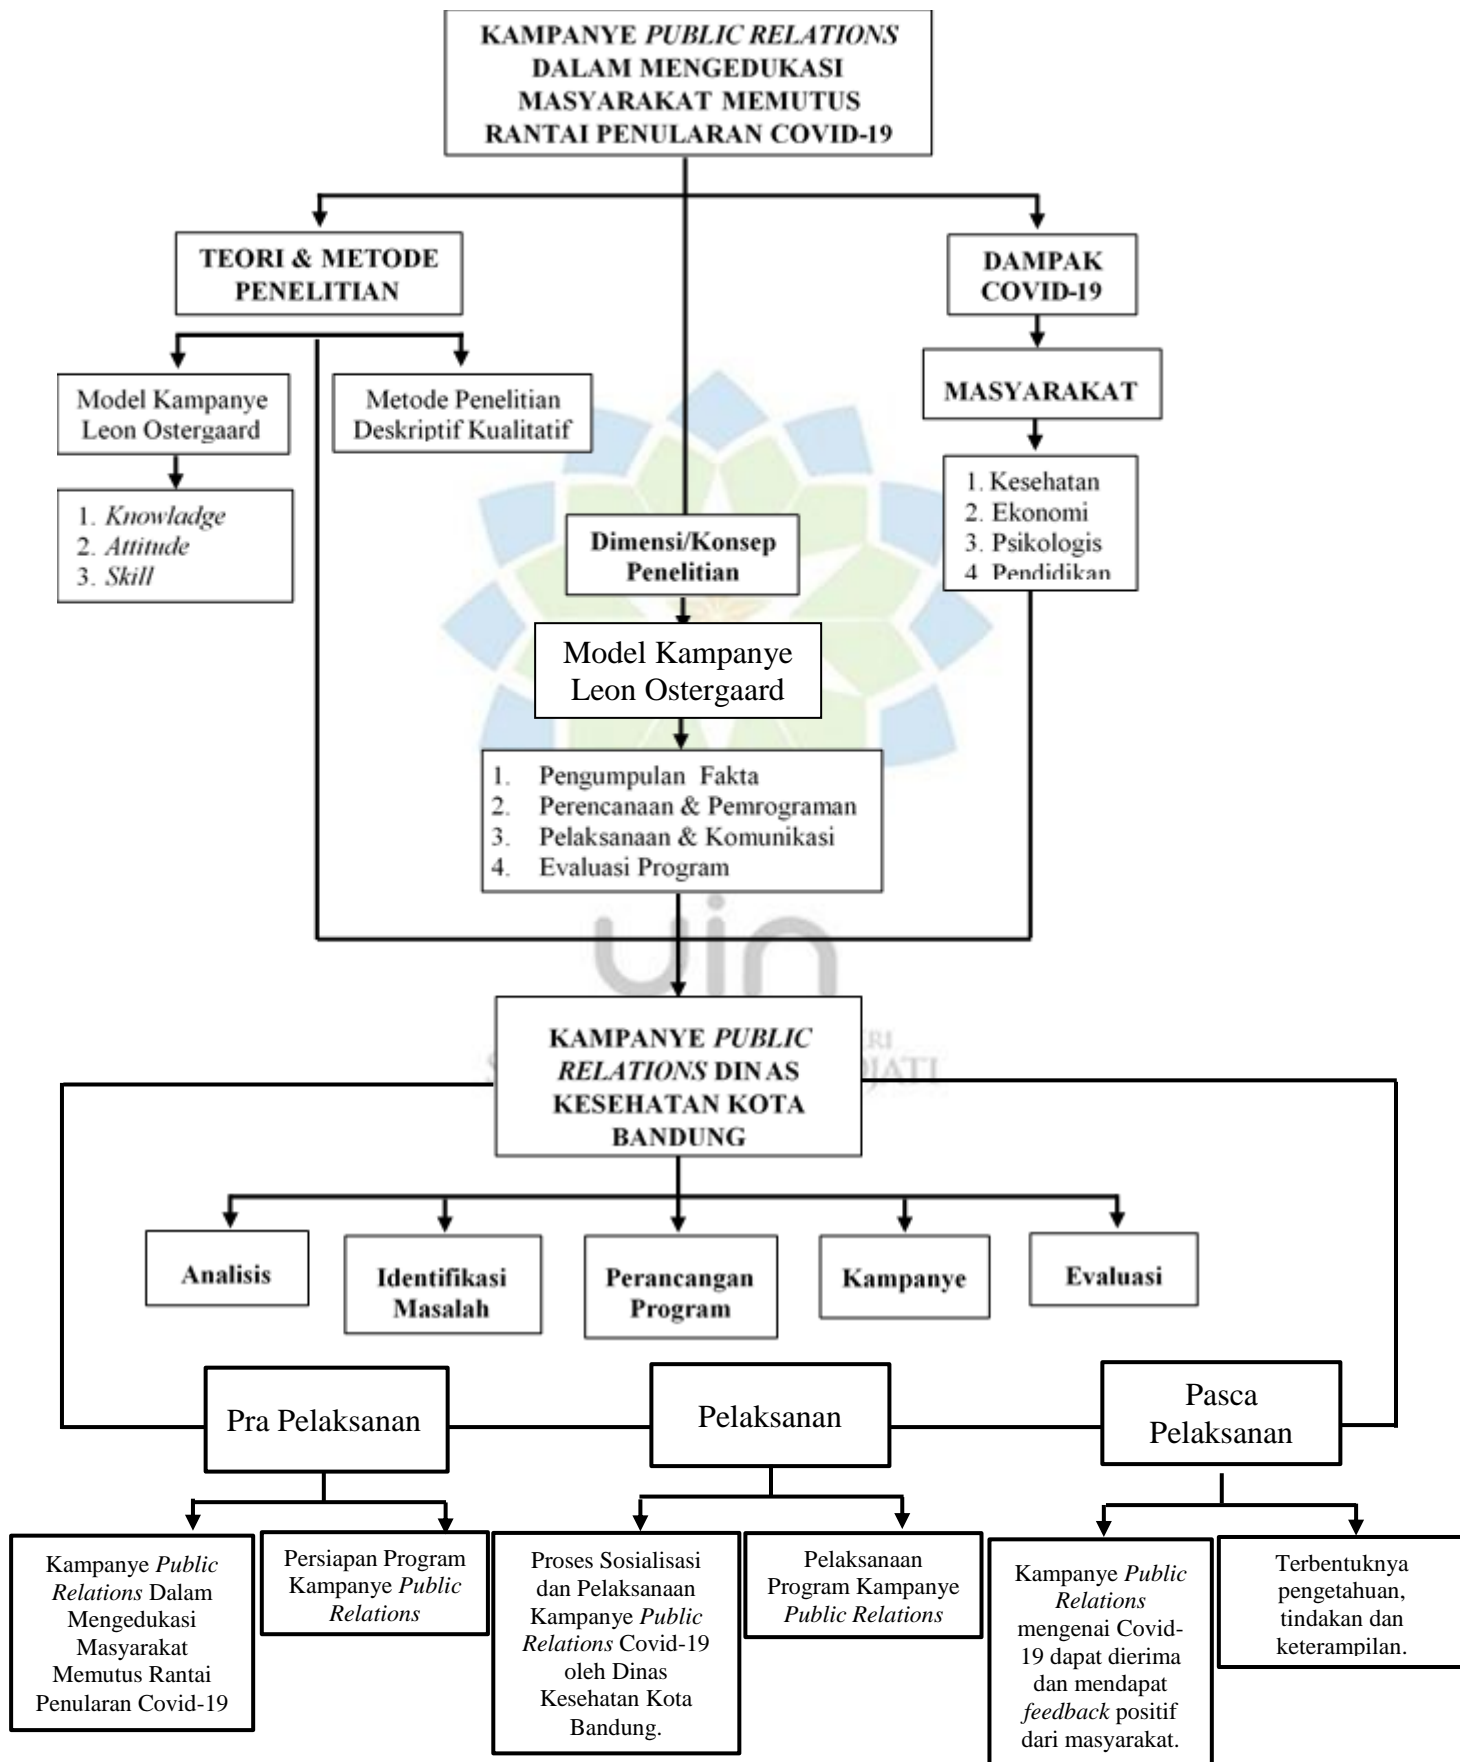 KAMPANYE PUBLIC RELATIONS
DALAM MENGEDUKASI
MASYARAKAT MEMUTUS
RANTAI PENULARAN COVID-19
TEORI & METODE
PENELITIAN
DAMPAK
COVID-19
Model Kampanye
Leon Ostergaard
Metode Penelitian
Deskriptif Kualitatif
MASYARAKAT
1. Knowladge
2. Attitude
3. Skill
1. Kesehatan
2. Ekonomi
3. Psikologis
4. Pendidikan
Dimensi/Konsep
Penelitian
Model Kampanye
Leon Ostergaard
1. Pengumpulan Fakta
2. Perencanaan & Pemrograman
3. Pelaksanaan & Komunikasi
4. Evaluasi Program
uin
KAMPANYE PUBLIC
RELATIONS DINAS
KESEHATAN KOTA
BANDUNG
Analisis
Identifikasi
Masalah
Perancangan
Program
Kampanye
Evaluasi
Pra Pelaksanan
Pelaksanan
Pasca
Pelaksanan
Kampanye Public
Relations Dalam
Mengedukasi
Masyarakat
Memutus Rantai
Penularan Covid-19
Persiapan Program
Kampanye Public
Relations
Proses Sosialisasi
dan Pelaksanaan
Kampanye Public
Relations Covid-19
oleh Dinas
Kesehatan Kota
Bandung.
Pelaksanaan
Program Kampanye
Public Relations
Kampanye Public
Relations
mengenai Covid-
19 dapat dierima
dan mendapat
feedback positif
dari masyarakat.
Terbentuknya
pengetahuan,
tindakan dan
keterampilan.